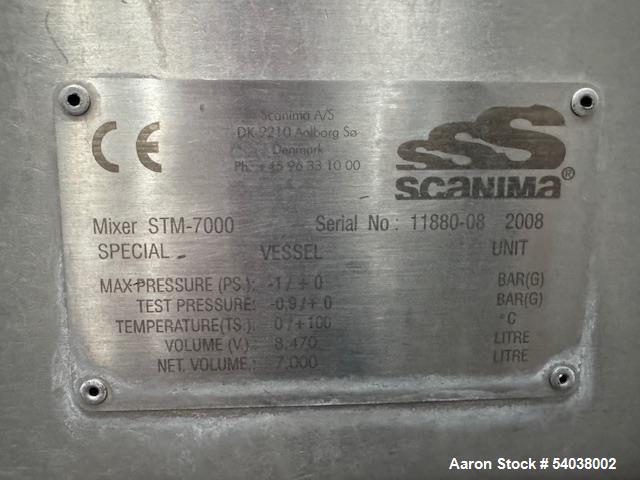 CE
Scanima A/S
DK-9210 Aalborg Sø
Denmark
Ph.: +45 96 33 10 00
SSS
SCANIMA®
Mixer STM-7000 Serial No.: 11880-08 2008
SPECIAL VESSEL UNIT
MAX PRESSURE (PS.): -1 / + 0 BAR(G)
TEST PRESSURE: -0,9/+ 0 BAR(G)
TEMPERATURE(TS.): 0 / +100 °C
VOLUME (V.): 8.470 LITRE
NET. VOLUME.: 7.000 LITRE
Aaron Stock # 54038002